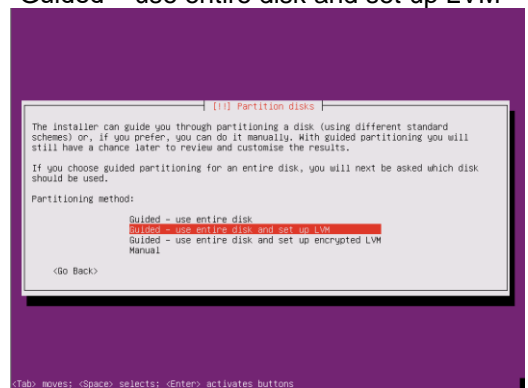 Guided – use entire disk and set up LVM
[!!] Partition disks
The installer can guide you through partitioning a disk (using different standard
schemes) or, if you prefer, you can do it manually. With guided partitioning you will
still have a chance later to review and customise the results.
If you choose guided partitioning for an entire disk, you will next be asked which disk
should be used.
Partitioning method:
Guided - use entire disk
Guided - use entire disk and set up LVM
Guided - use entire disk and set up encrypted LVM
Manual
<Go Back>
<Tab> moves; <Space> selects; <Enter> activates buttons